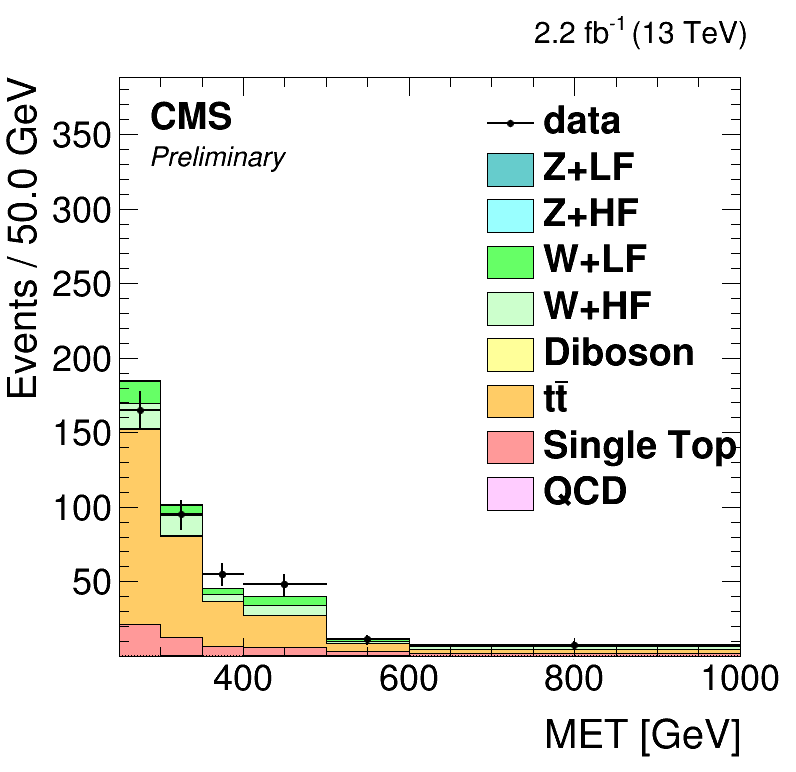 2.2 fb⁻¹ (13 TeV)
Events / 50.0 GeV
CMS
Preliminary
data
Z+LF
Z+HF
W+LF
W+HF
Diboson
tt̄
Single Top
QCD
350
300
250
200
150
100
50
400 600 800 1000
MET [GeV]